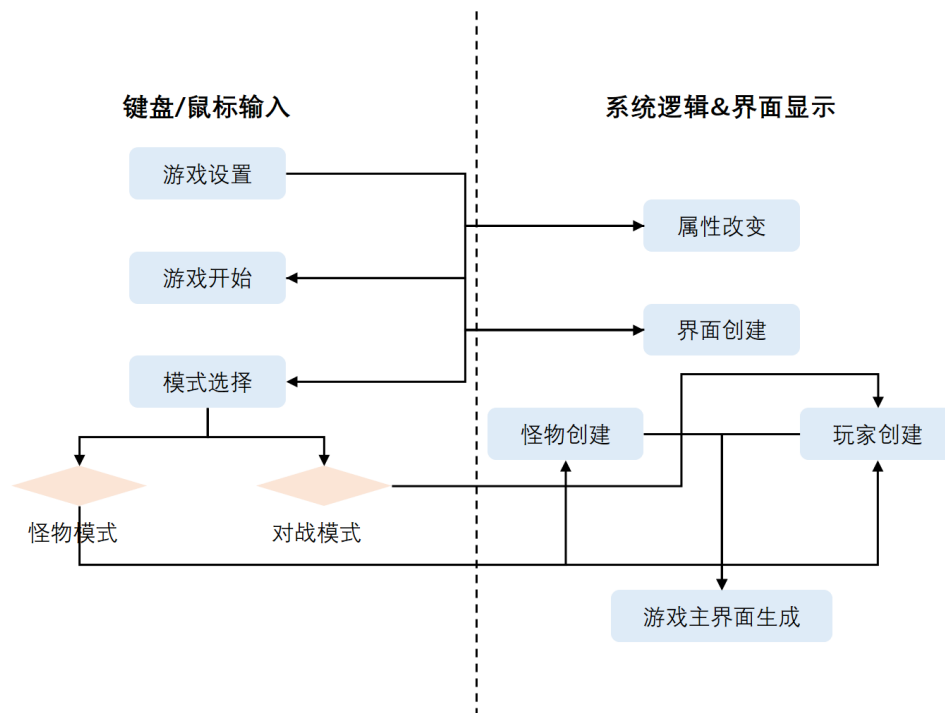 键盘/鼠标输入
系统逻辑&界面显示
游戏设置
属性改变
游戏开始
界面创建
模式选择
怪物创建
玩家创建
怪物模式
对战模式
游戏主界面生成